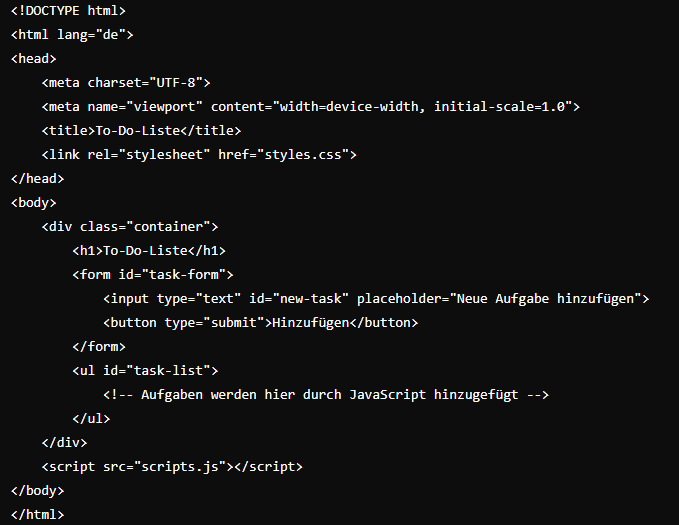 <!DOCTYPE html>
<html lang="de">
<head>
    <meta charset="UTF-8">
    <meta name="viewport" content="width=device-width, initial-scale=1.0">
    <title>To-Do-Liste</title>
    <link rel="stylesheet" href="styles.css">
</head>
<body>
    <div class="container">
        <h1>To-Do-Liste</h1>
        <form id="task-form">
            <input type="text" id="new-task" placeholder="Neue Aufgabe hinzufügen">
            <button type="submit">Hinzufügen</button>
        </form>
        <ul id="task-list">
            <!-- Aufgaben werden hier durch JavaScript hinzugefügt -->
        </ul>
    </div>
    <script src="scripts.js"></script>
</body>
</html>